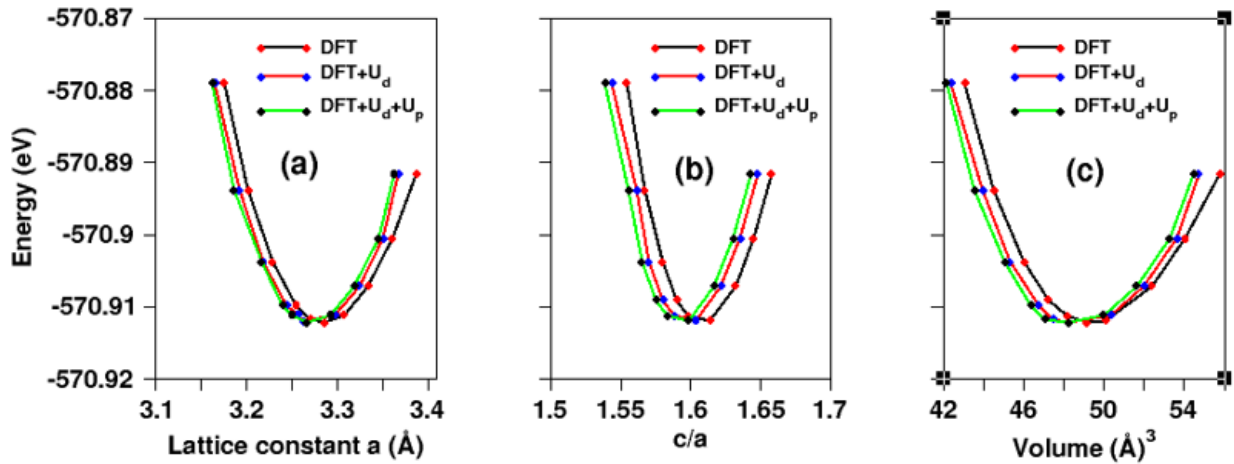 Energy (eV)
-570.87
-570.88
-570.89
-570.9
-570.91
-570.92
DFT
DFT+Ud
DFT+Ud+Up
(a)
3.1 3.2 3.3 3.4
Lattice constant a (Å)
DFT
DFT+Ud
DFT+Ud+Up
(b)
1.5 1.55 1.6 1.65 1.7
c/a
DFT
DFT+Ud
DFT+Ud+Up
(c)
42 46 50 54
Volume (Å)³